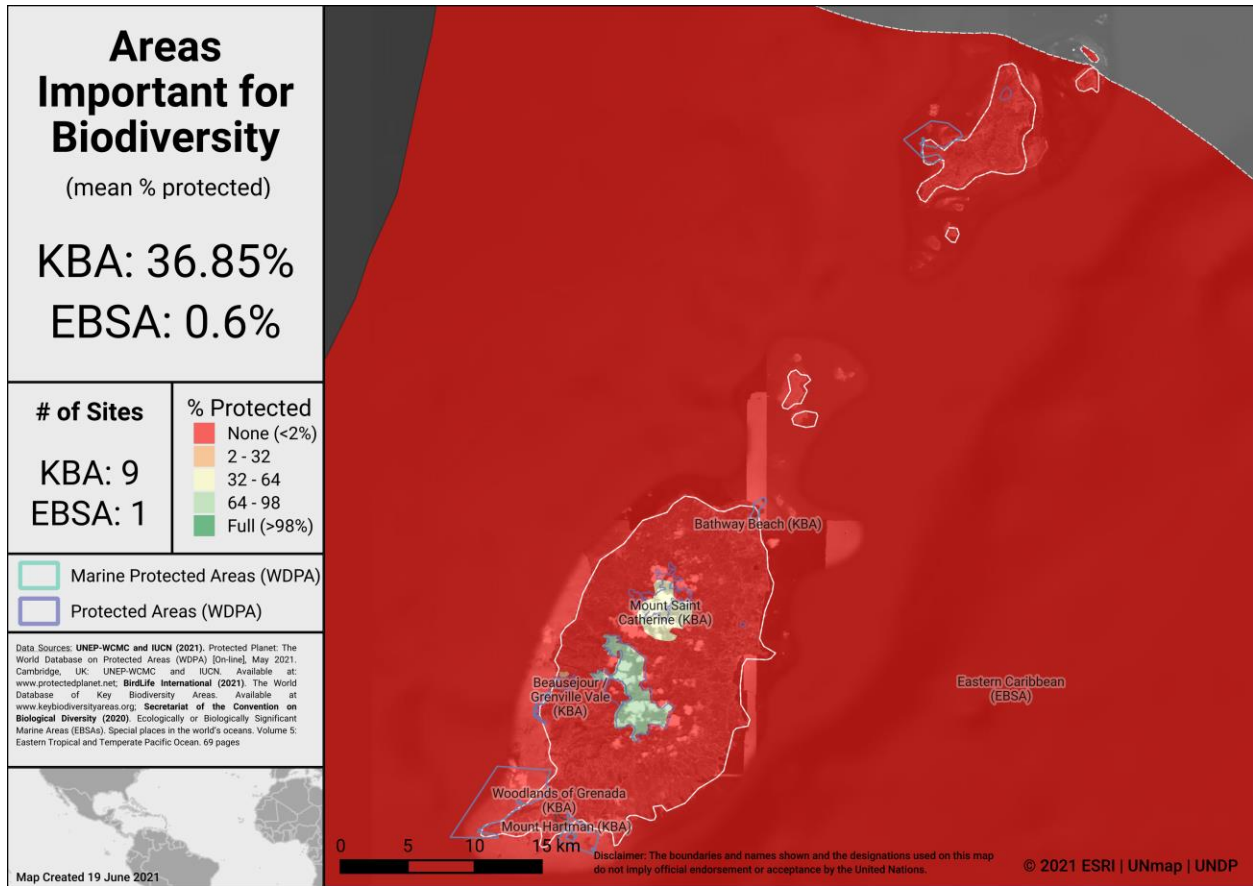 Areas
Important for
Biodiversity
(mean % protected)
KBA: 36.85%
EBSA: 0.6%
# of Sites
KBA: 9
EBSA: 1
% Protected
None (<2%)
2 - 32
32 - 64
64 - 98
Full (>98%)
Marine Protected Areas (WDPA)
Protected Areas (WDPA)
Data Sources: UNEP-WCMC and IUCN (2021). Protected Planet: The
World Database on Protected Areas (WDPA) [On-line], May 2021.
Cambridge, UK: UNEP-WCMC and IUCN. Available at:
www.protectedplanet.net; BirdLife International (2021). The World
Database of Key Biodiversity Areas. Available at
www.keybiodiversityareas.org; Secretariat of the Convention on
Biological Diversity (2020). Ecologically or Biologically Significant
Marine Areas (EBSAs). Special places in the world's oceans. Volume 5:
Eastern Tropical and Temperate Pacific Ocean. 69 pages
Map Created 19 June 2021
Bathway Beach (KBA)
Mount Saint
Catherine (KBA)
Beausejour/
Grenville Vale
(KBA)
Eastern Caribbean
(EBSA)
Woodlands of Grenada
(KBA)
Mount Hartman (KBA)
0 5 10 15 km
Disclaimer: The boundaries and names shown and the designations used on this map
do not imply official endorsement or acceptance by the United Nations.
© 2021 ESRI | UNmap | UNDP